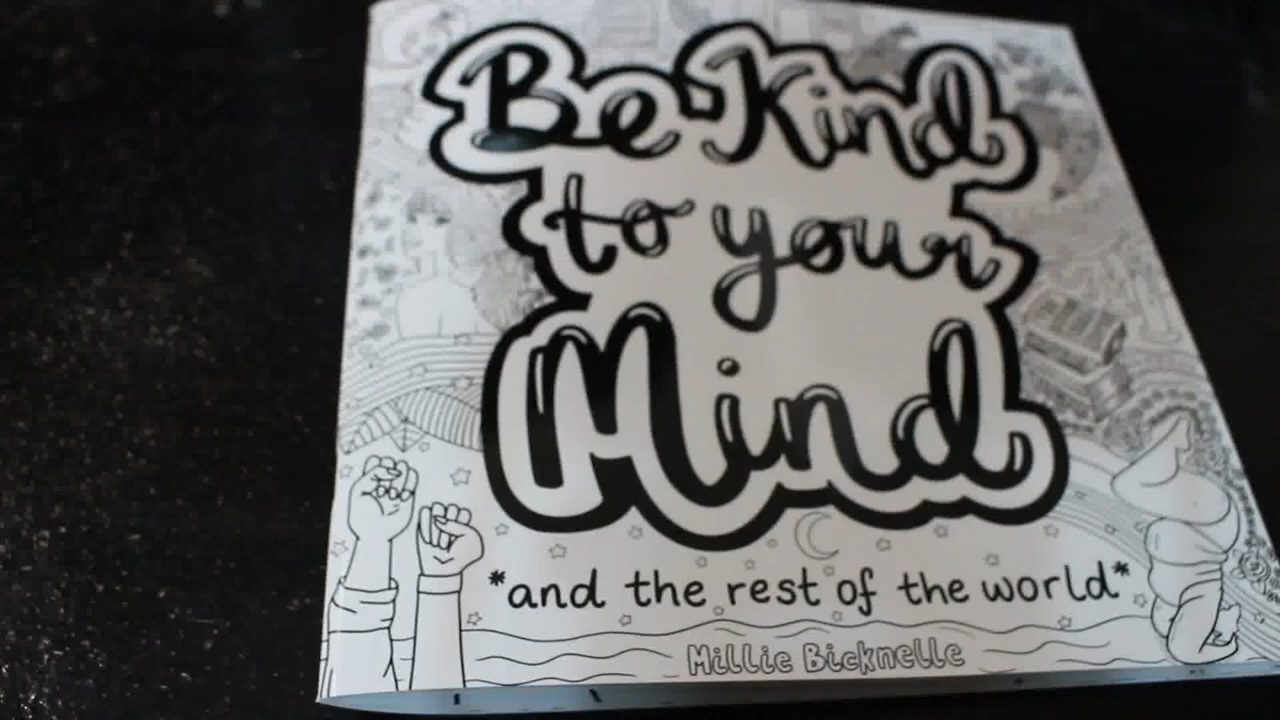 Be Kind
to your
Mind
*and the rest of the world*
Millie Bicknelle